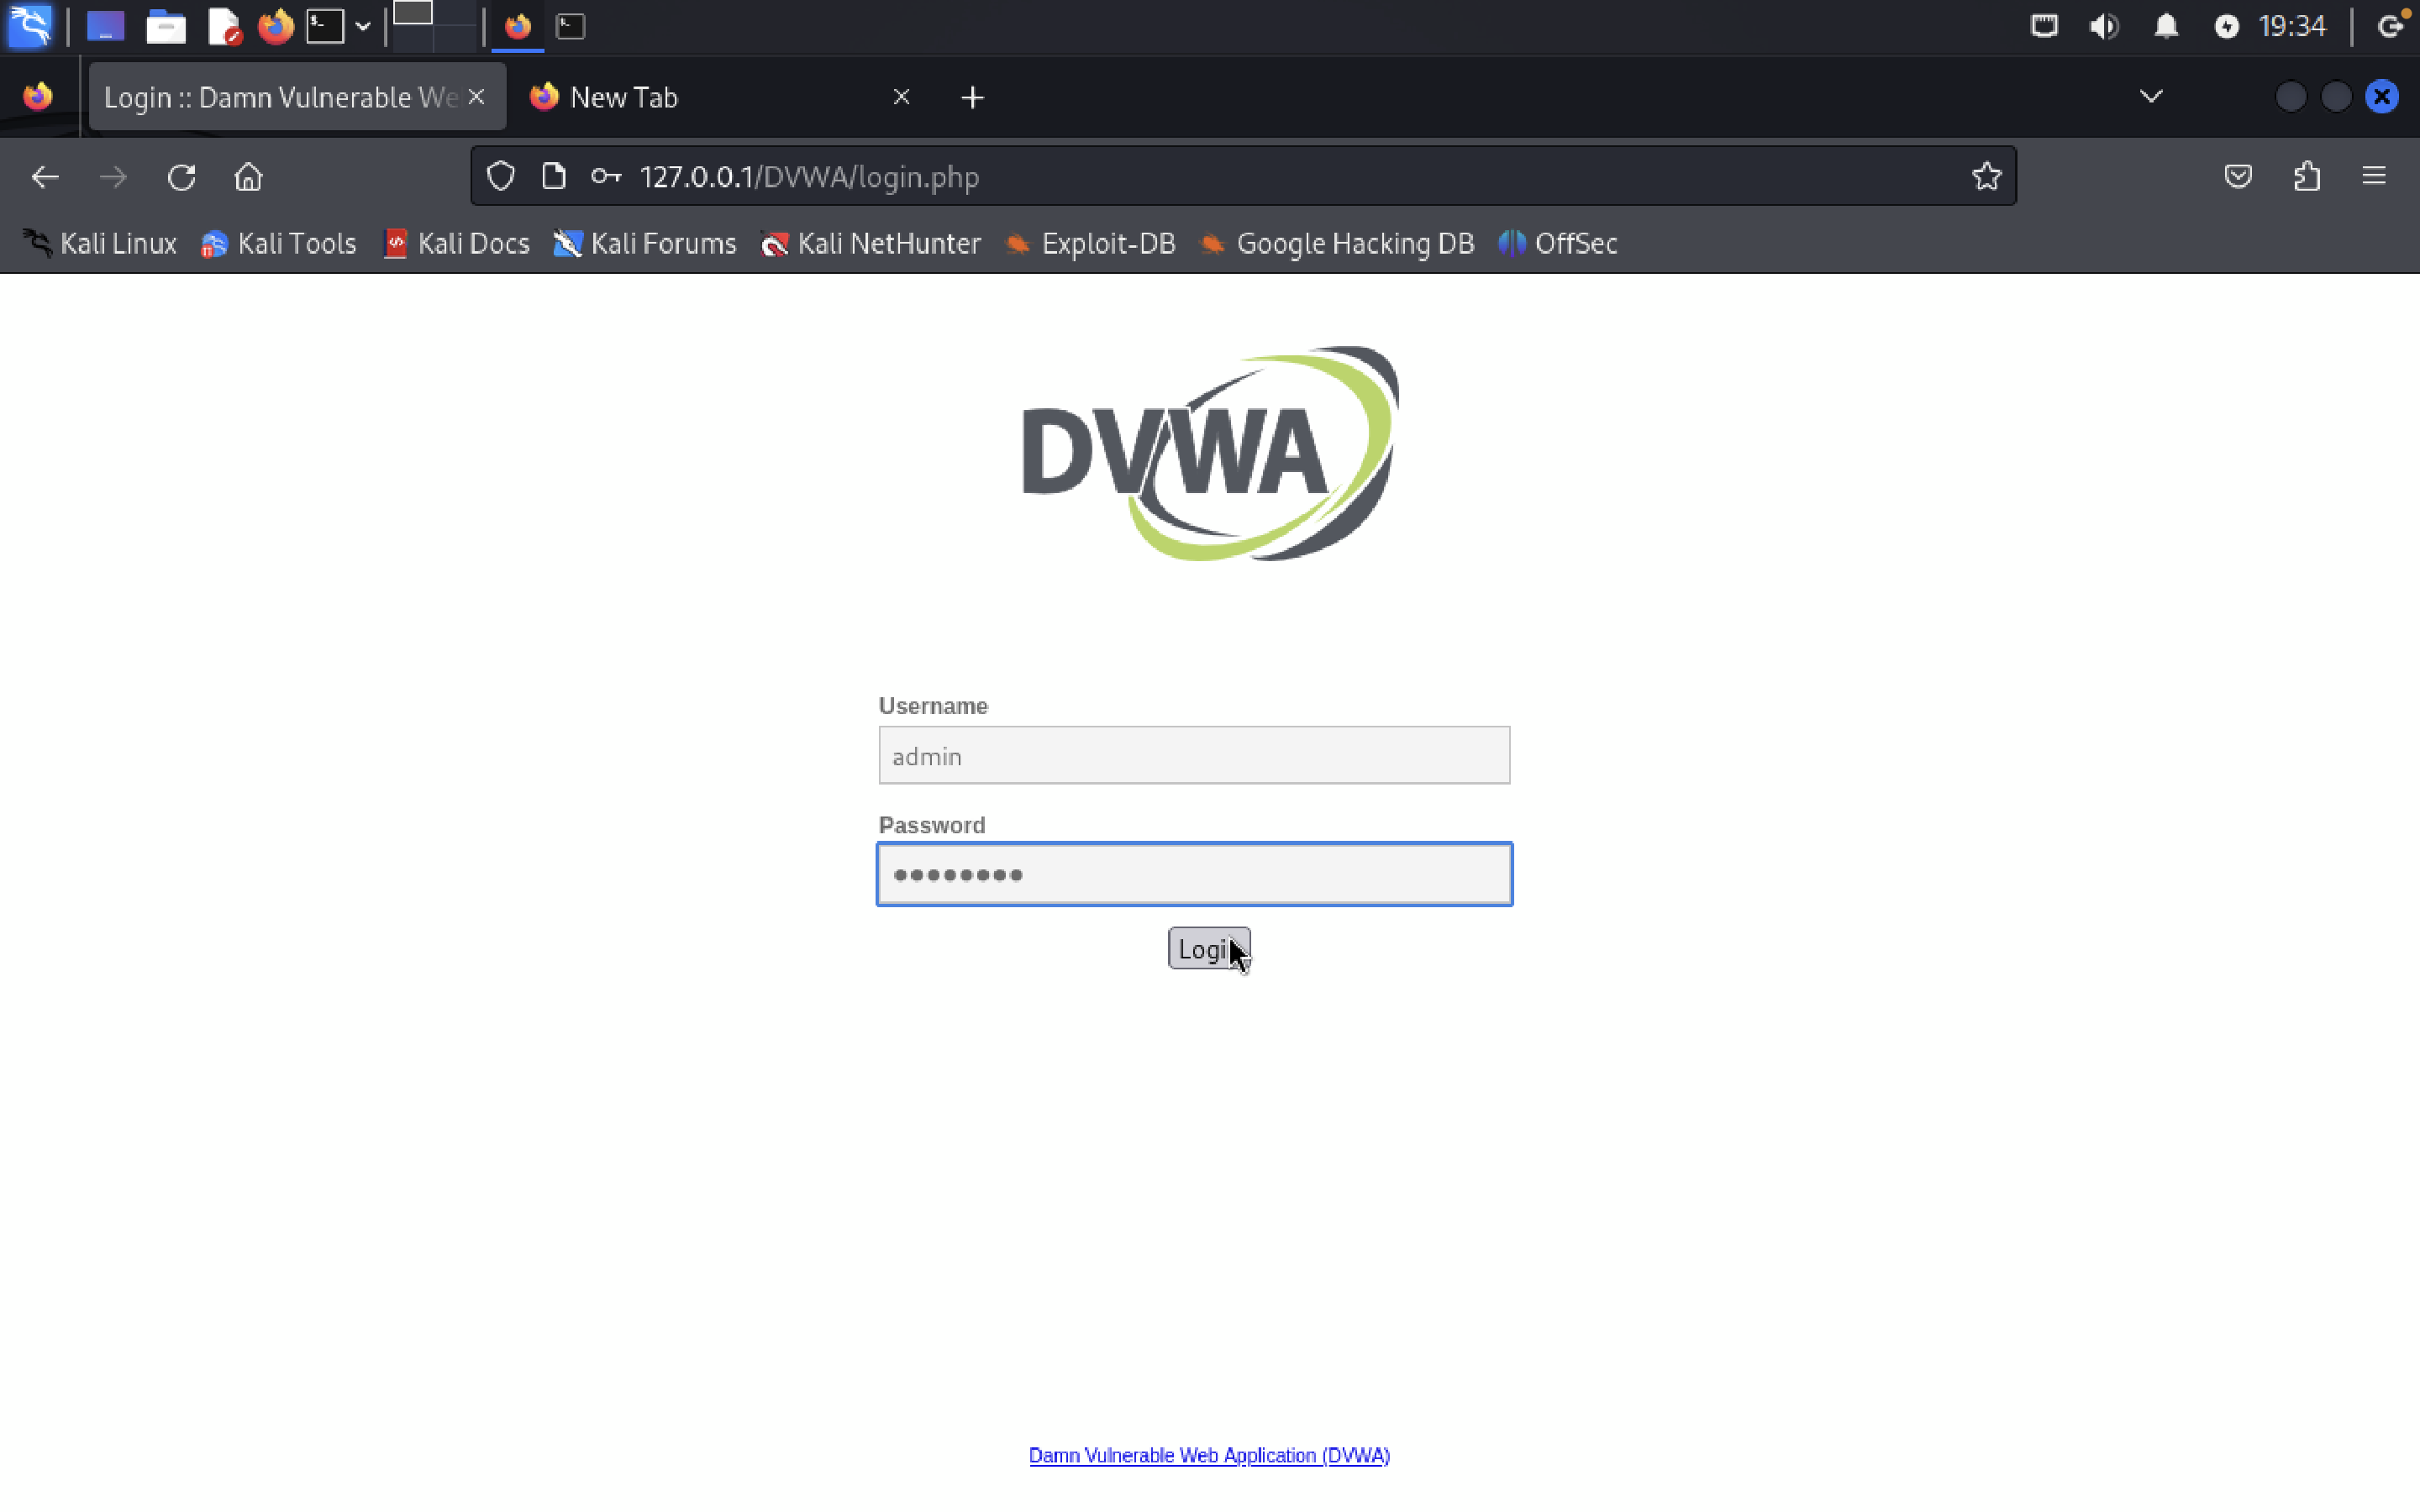 19:34
Login :: Damn Vulnerable We
New Tab
127.0.0.1/DVWA/login.php
Kali Linux Kali Tools Kali Docs Kali Forums Kali NetHunter Exploit-DB Google Hacking DB OffSec
DVWA
Username
admin
Password
••••••••
Logi
Damn Vulnerable Web Application (DVWA)